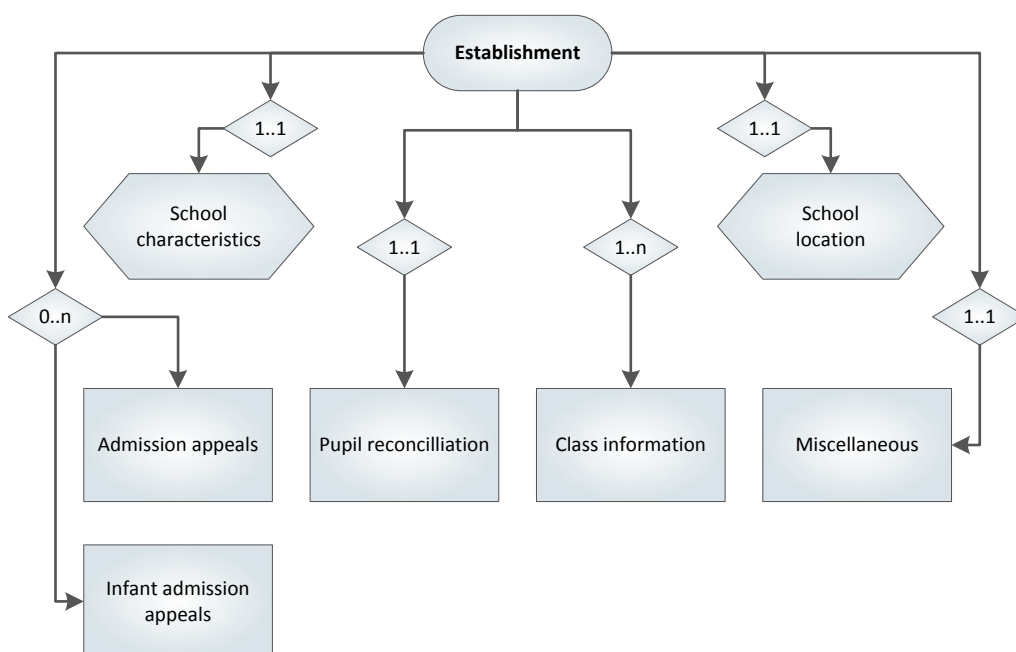 Establishment
1..1
1..1
School
characteristics
School
location
1..1
1..n
0..n
1..1
Admission appeals
Pupil reconcilliation
Class information
Miscellaneous
Infant admission
appeals